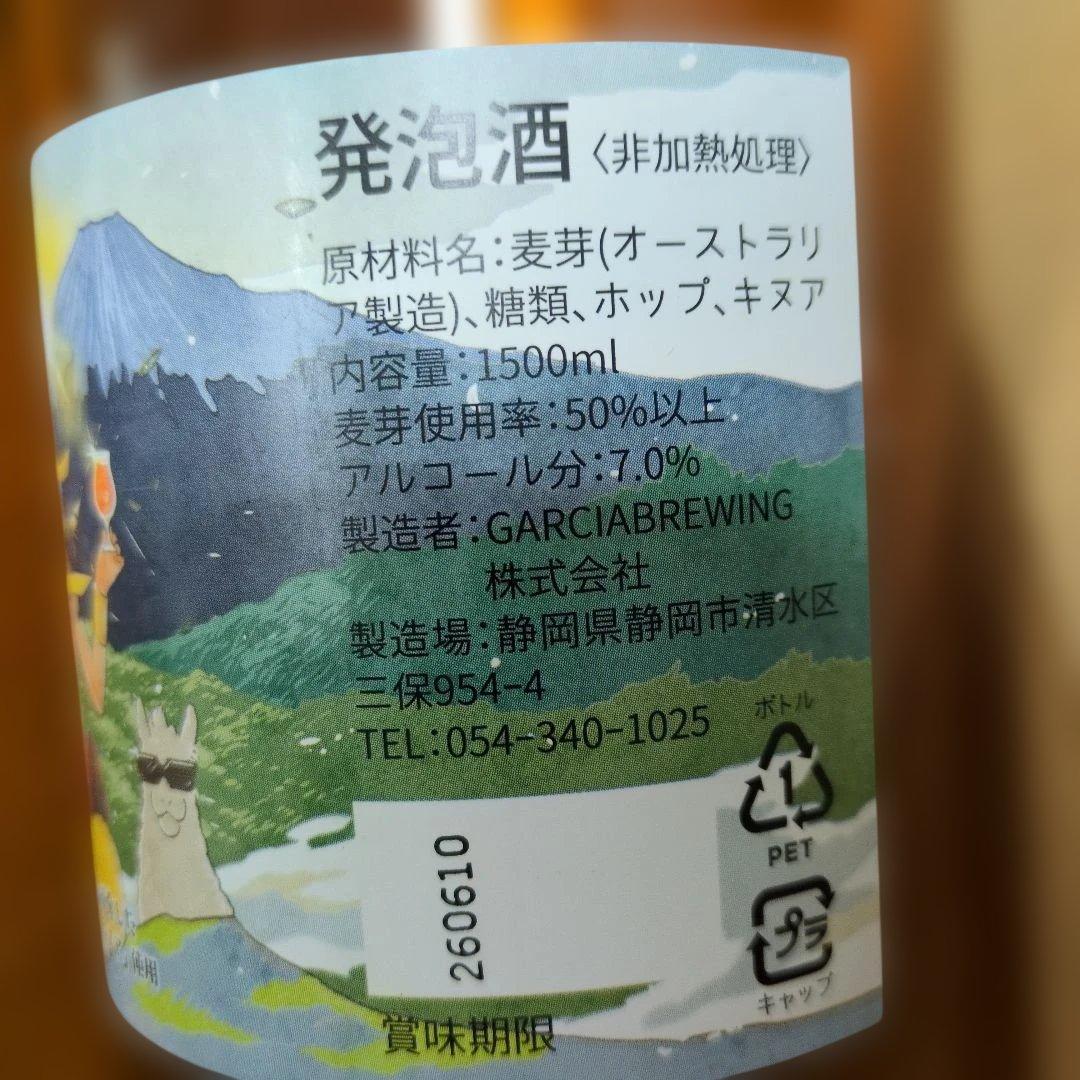 発泡酒〈非加熱処理〉
原材料名:麦芽(オーストラリ
ア製造)、糖類、ホップ、キヌア
内容量:1500ml
麦芽使用率:50%以上
アルコール分:7.0%
製造者:GARCIABREWING
株式会社
製造場:静岡県静岡市清水区
三保954-4
TEL:054-340-1025
ボトル
1
PET
プラ
キャップ
260610
賞味期限
使用